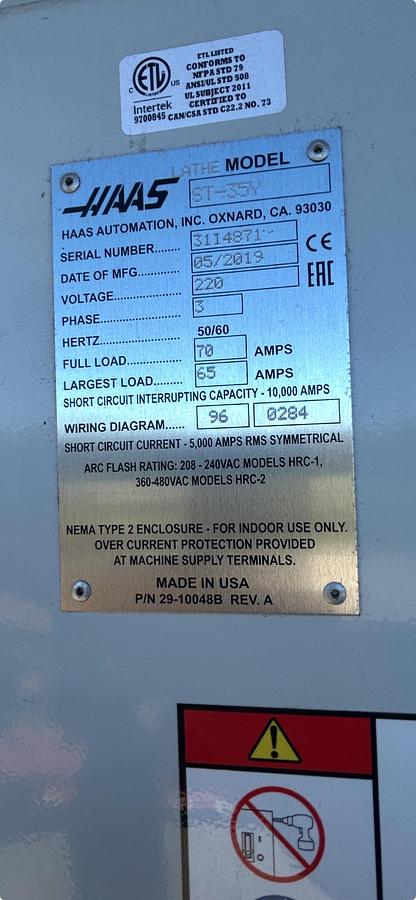 ETL LISTED
CONFORMS TO
NFPA STD 79
ANSI/UL STD 508
UL SUBJECT 2011
CERTIFIED TO
CAN/CSA STD C22.2 NO. 73
C ETL US
Intertek
9700845
LATHE MODEL
HAAS ST-35Y
HAAS AUTOMATION, INC. OXNARD, CA. 93030
SERIAL NUMBER....... 3114871
DATE OF MFG............. 05/2019
CE EAC
VOLTAGE.................... 220
PHASE........................ 3
HERTZ........................ 50/60
FULL LOAD................ 70 AMPS
LARGEST LOAD......... 65 AMPS
SHORT CIRCUIT INTERRUPTING CAPACITY - 10,000 AMPS
WIRING DIAGRAM...... 96 0284
SHORT CIRCUIT CURRENT - 5,000 AMPS RMS SYMMETRICAL
ARC FLASH RATING: 208 - 240VAC MODELS HRC-1,
360-480VAC MODELS HRC-2
NEMA TYPE 2 ENCLOSURE - FOR INDOOR USE ONLY.
OVER CURRENT PROTECTION PROVIDED
AT MACHINE SUPPLY TERMINALS.
MADE IN USA
P/N 29-10048B REV. A